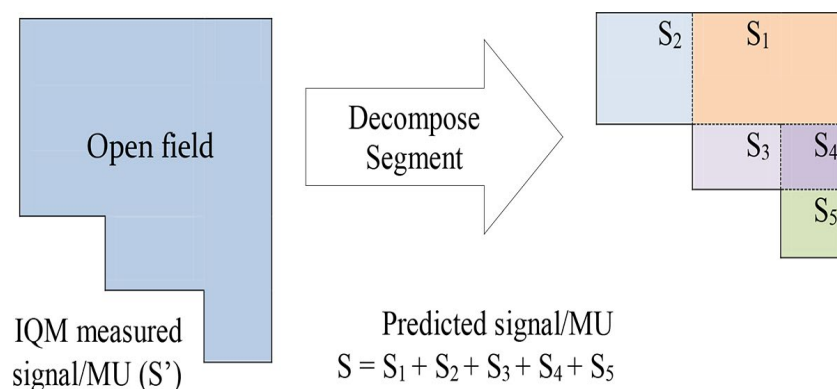 Open field
IQM measured
signal/MU (S’)
Decompose
Segment
Predicted signal/MU
S = S₁ + S₂ + S₃ + S₄ + S₅
S₂
S₁
S₃
S₄
S₅